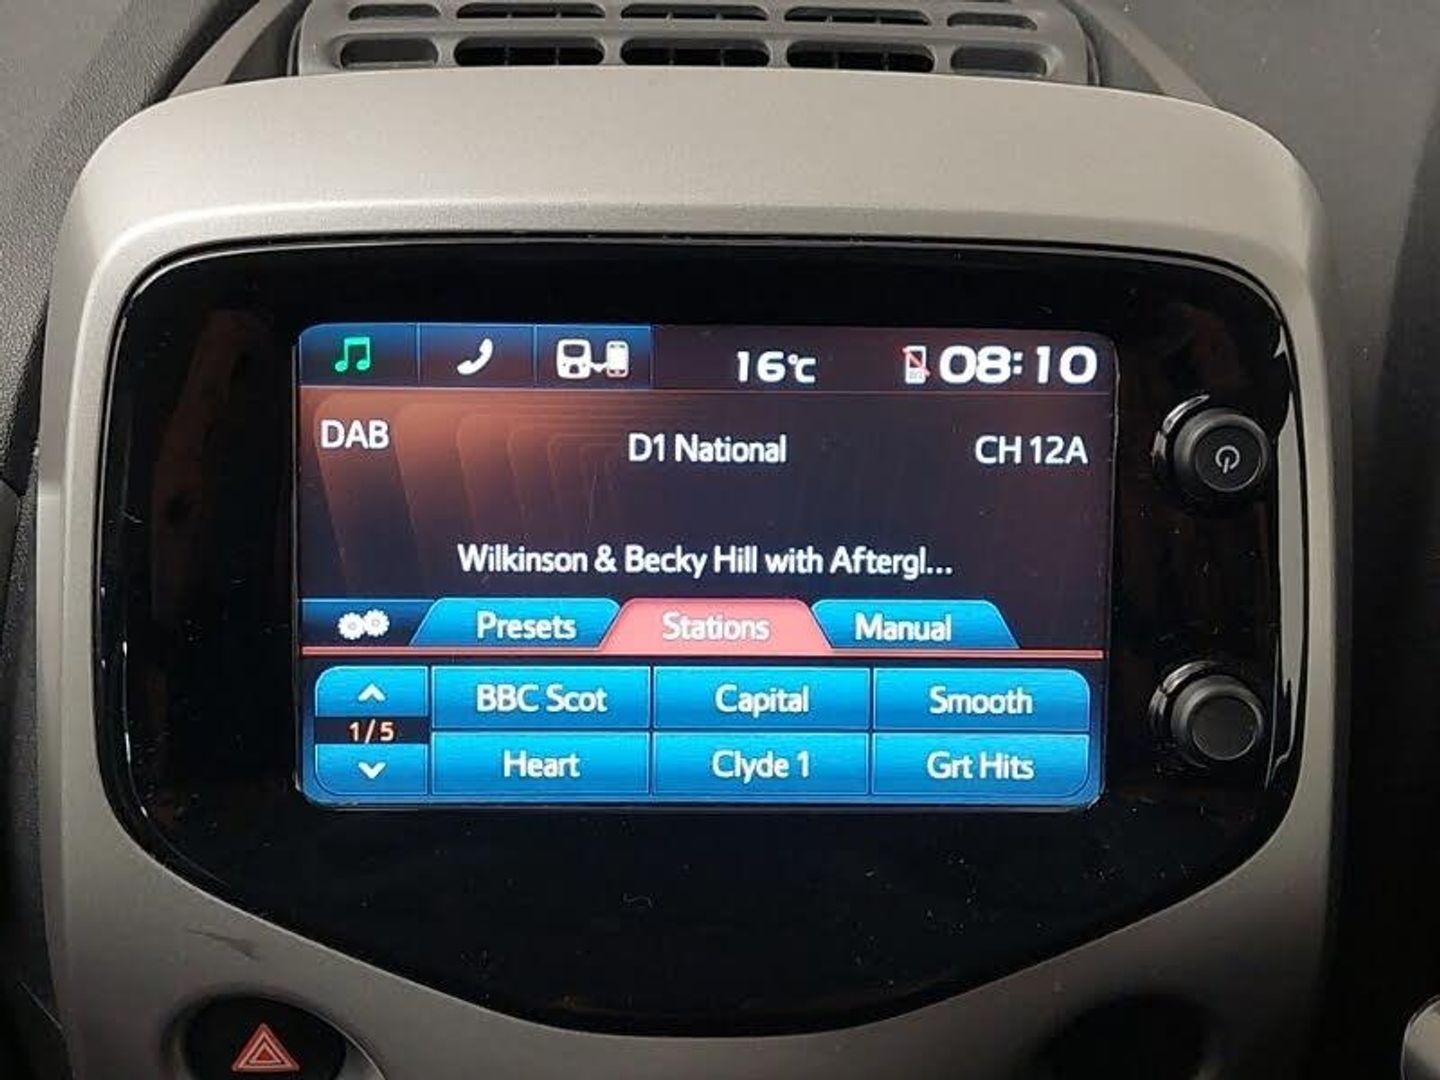 16°C 08:10
DAB D1 National CH 12A
Wilkinson & Becky Hill with Aftergl...
Presets Stations Manual
1/5
BBC Scot Capital Smooth
Heart Clyde 1 Grt Hits